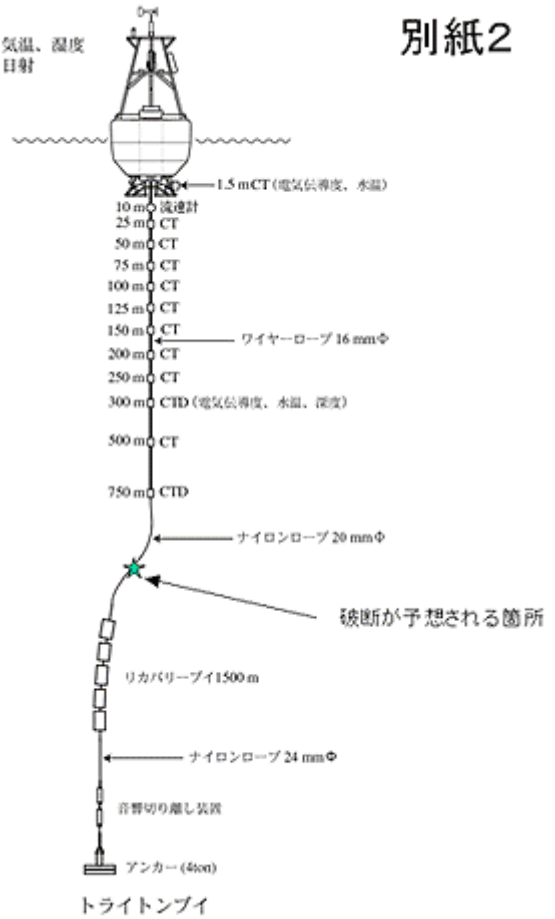 別紙2
気温、湿度
日射
1.5 mCT(電気伝導度、水温)
10 m 流速計
25 m CT
50 m CT
75 m CT
100 m CT
125 m CT
150 m CT
ワイヤーロープ 16 mmΦ
200 m CT
250 m CT
300 m CTD(電気伝導度、水温、深度)
500 m CT
750 m CTD
ナイロンロープ 20 mmΦ
破断が予想される箇所
リカバリーブイ1500 m
ナイロンロープ 24 mmΦ
音響切り離し装置
アンカー (4ton)
トライトンブイ